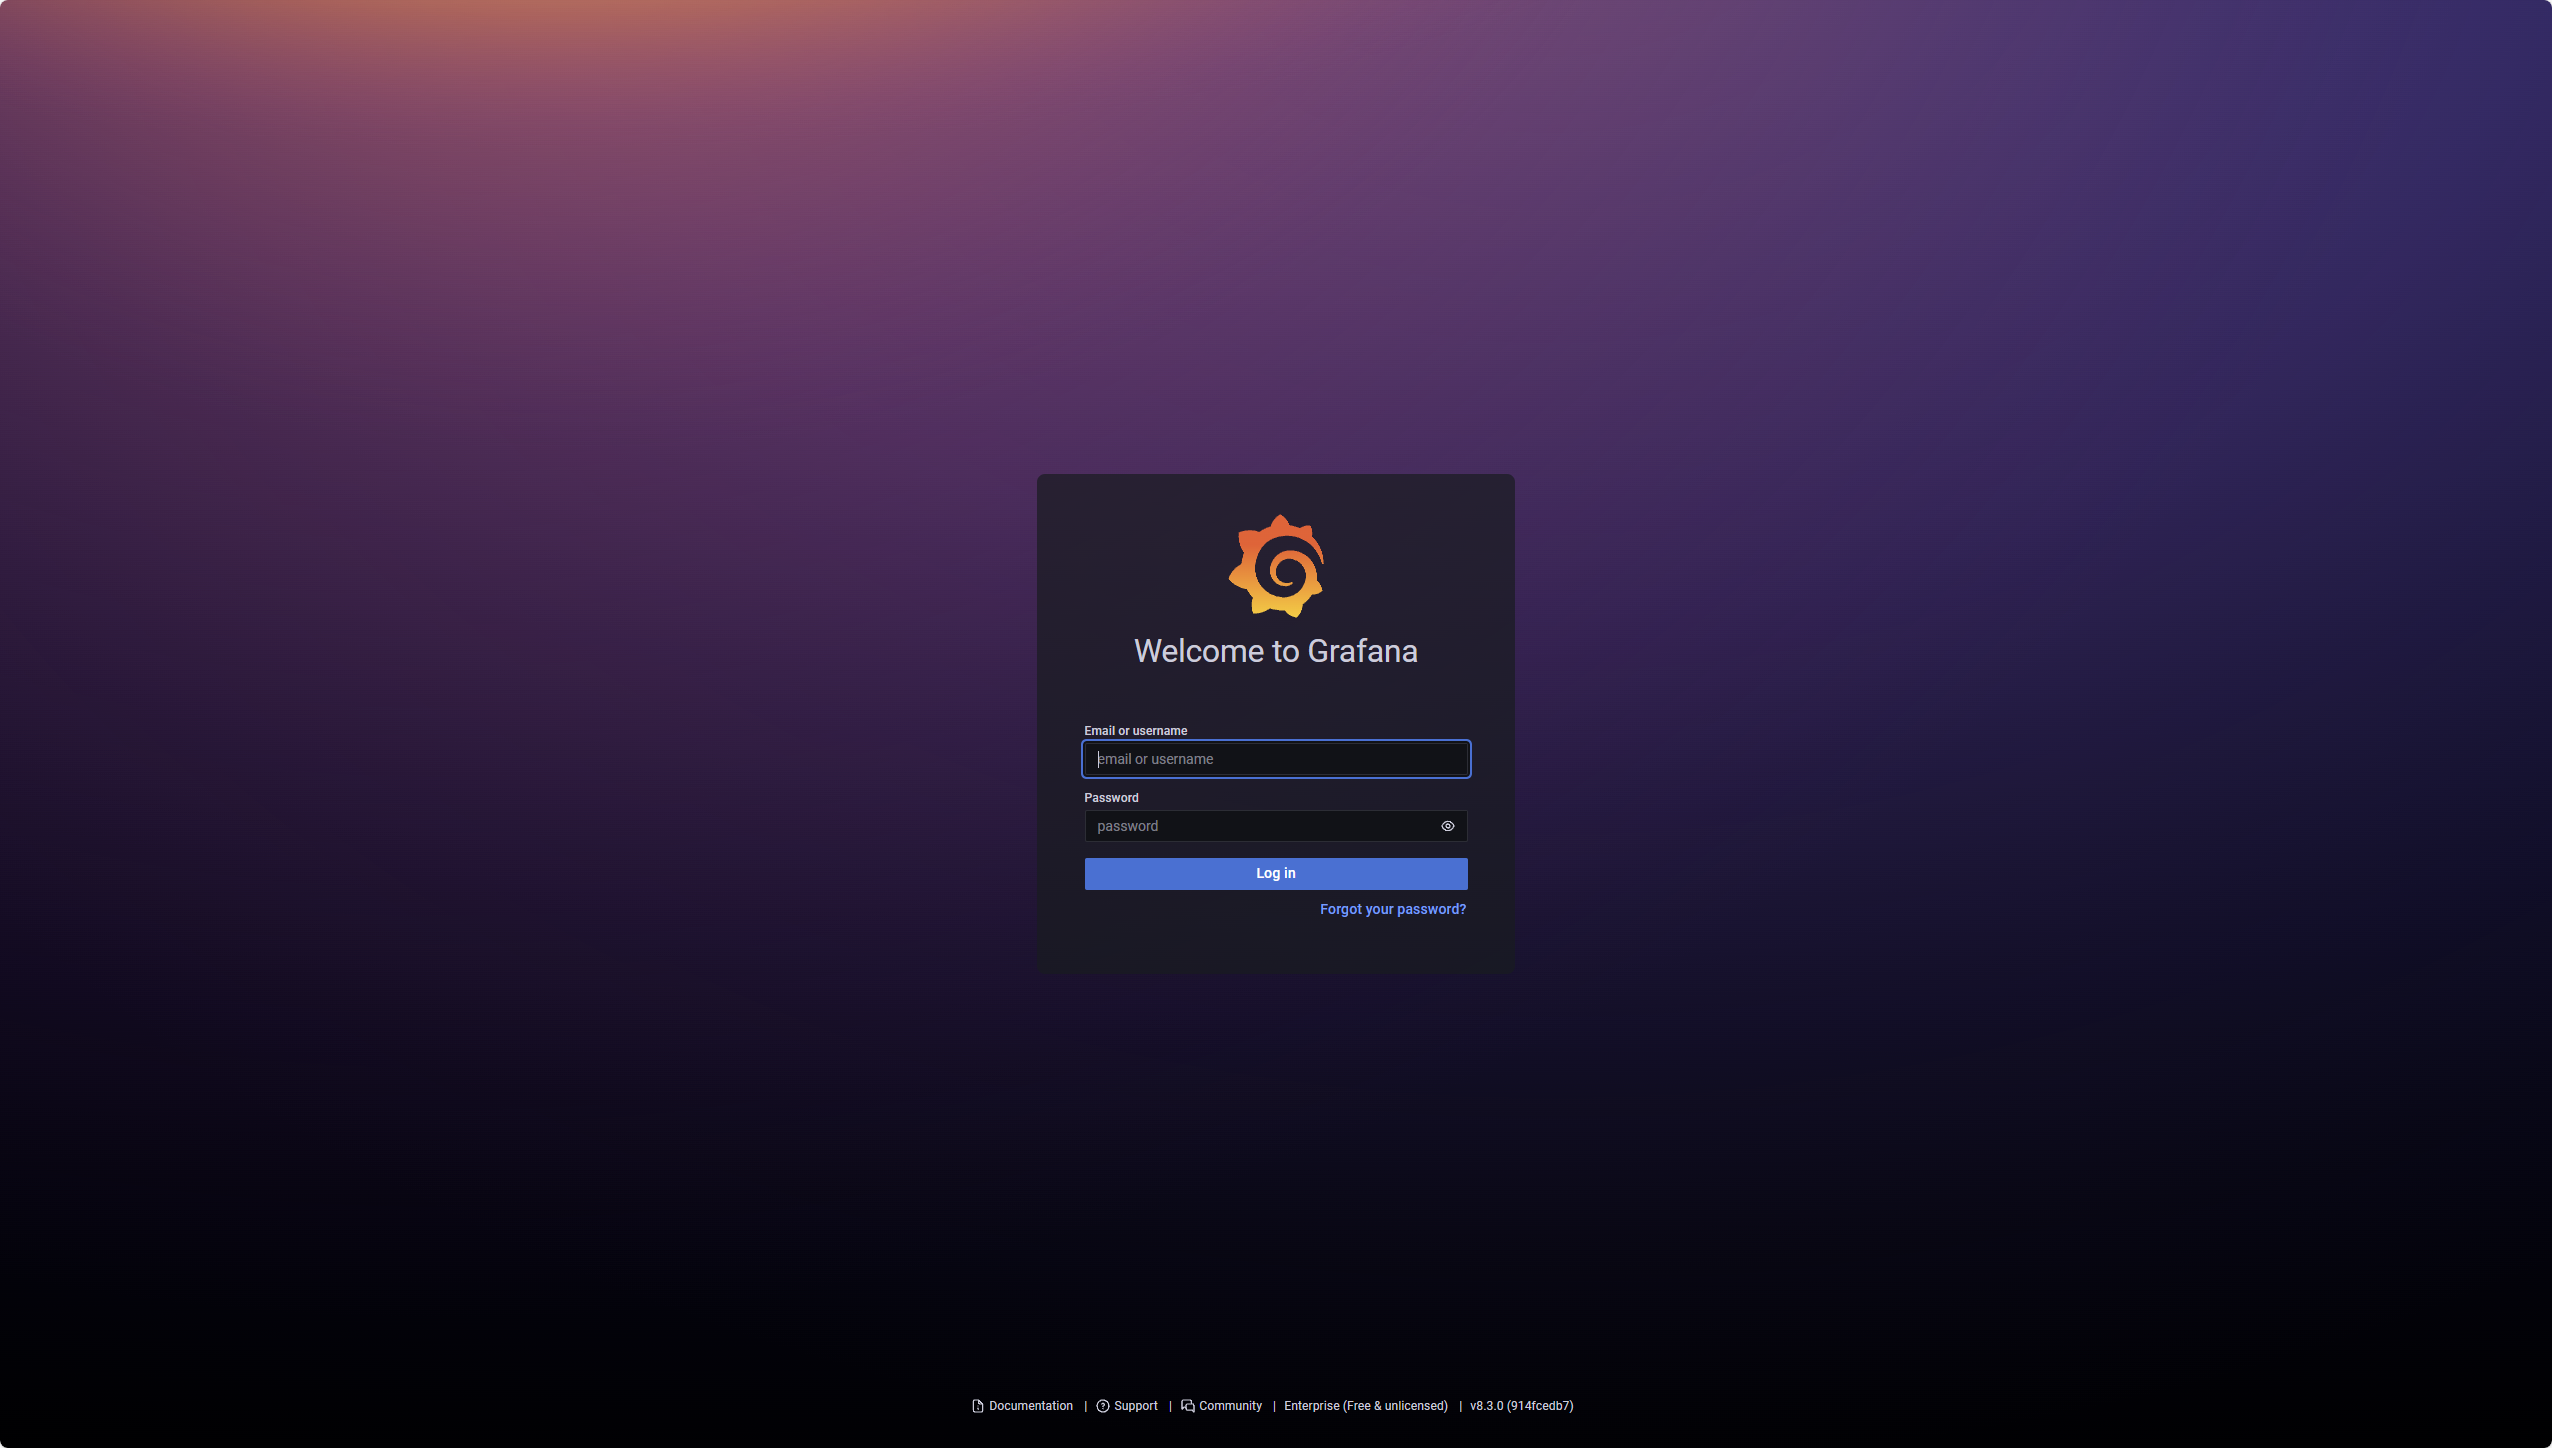 Welcome to Grafana
Email or username
email or username
Password
password
Log in
Forgot your password?
Documentation | Support | Community | Enterprise (Free & unlicensed) | v8.3.0 (914fcedb7)